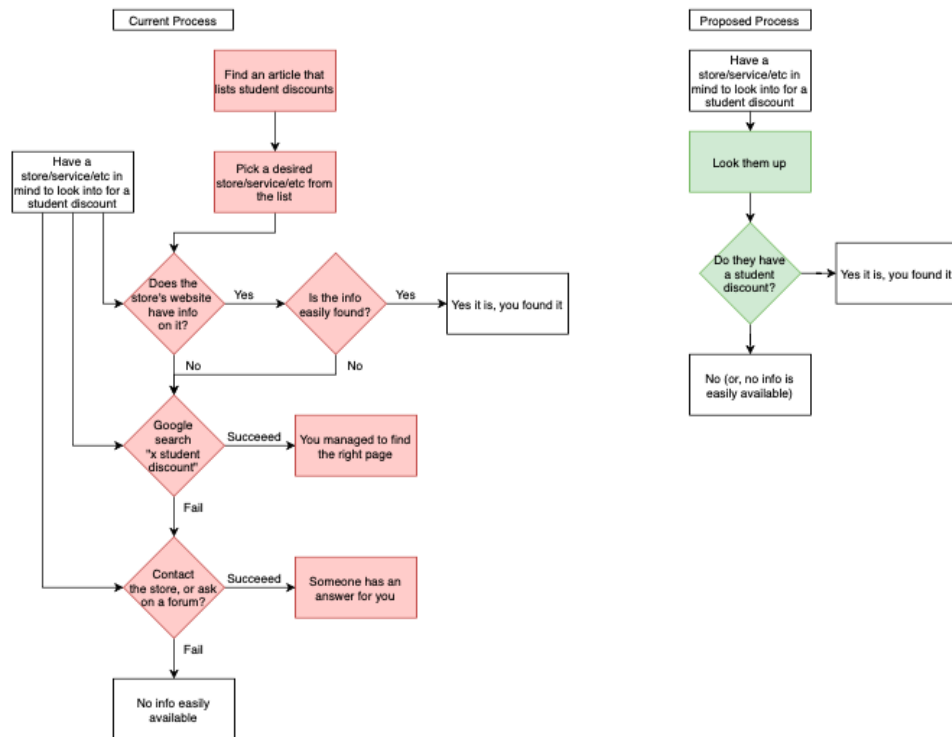 Current Process
Proposed Process
Find an article that
lists student discounts
Have a
store/service/etc in
mind to look into for a
student discount
Pick a desired
store/service/etc from
the list
Have a
store/service/etc in
mind to look into for a
student discount
Look them up
Does the
store's website
have info
on it?
Yes
Is the info
easily found?
Yes
Yes it is, you found it
Do they have
a student
discount?
Yes it is, you found it
No
No
No (or, no info is
easily available)
Google
search
"x student
discount"
Succeeed
You managed to find
the right page
Fail
Contact
the store, or ask
on a forum?
Succeeed
Someone has an
answer for you
Fail
No info easily
available